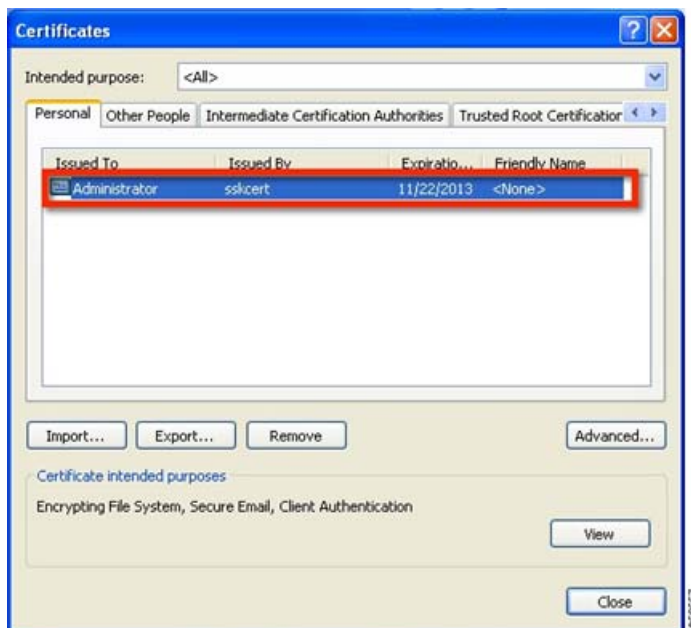 Certificates
Intended purpose: <All>
Personal Other People Intermediate Certification Authorities Trusted Root Certification
Issued To Issued By Expiratio... Friendly Name
Administrator sskcert 11/22/2013 <None>
Import... Export... Remove Advanced...
Certificate intended purposes
Encrypting File System, Secure Email, Client Authentication
View
Close